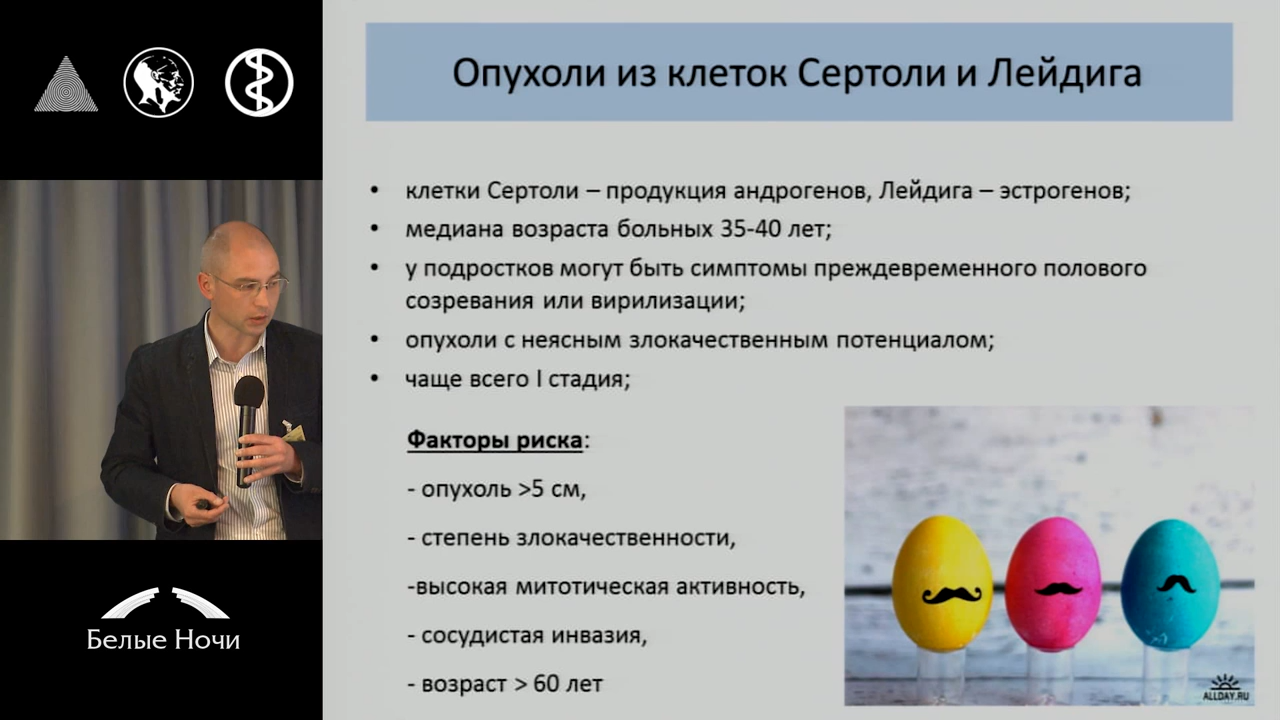 Опухоли из клеток Сертоли и Лейдига
• клетки Сертоли – продукция андрогенов, Лейдига – эстрогенов;
• медиана возраста больных 35-40 лет;
• у подростков могут быть симптомы преждевременного полового
созревания или вирилизации;
• опухоли с неясным злокачественным потенциалом;
• чаще всего I стадия;
Факторы риска:
- опухоль >5 см,
- степень злокачественности,
-высокая митотическая активность,
- сосудистая инвазия,
- возраст > 60 лет
ALLDAY.RU
Белые Ночи